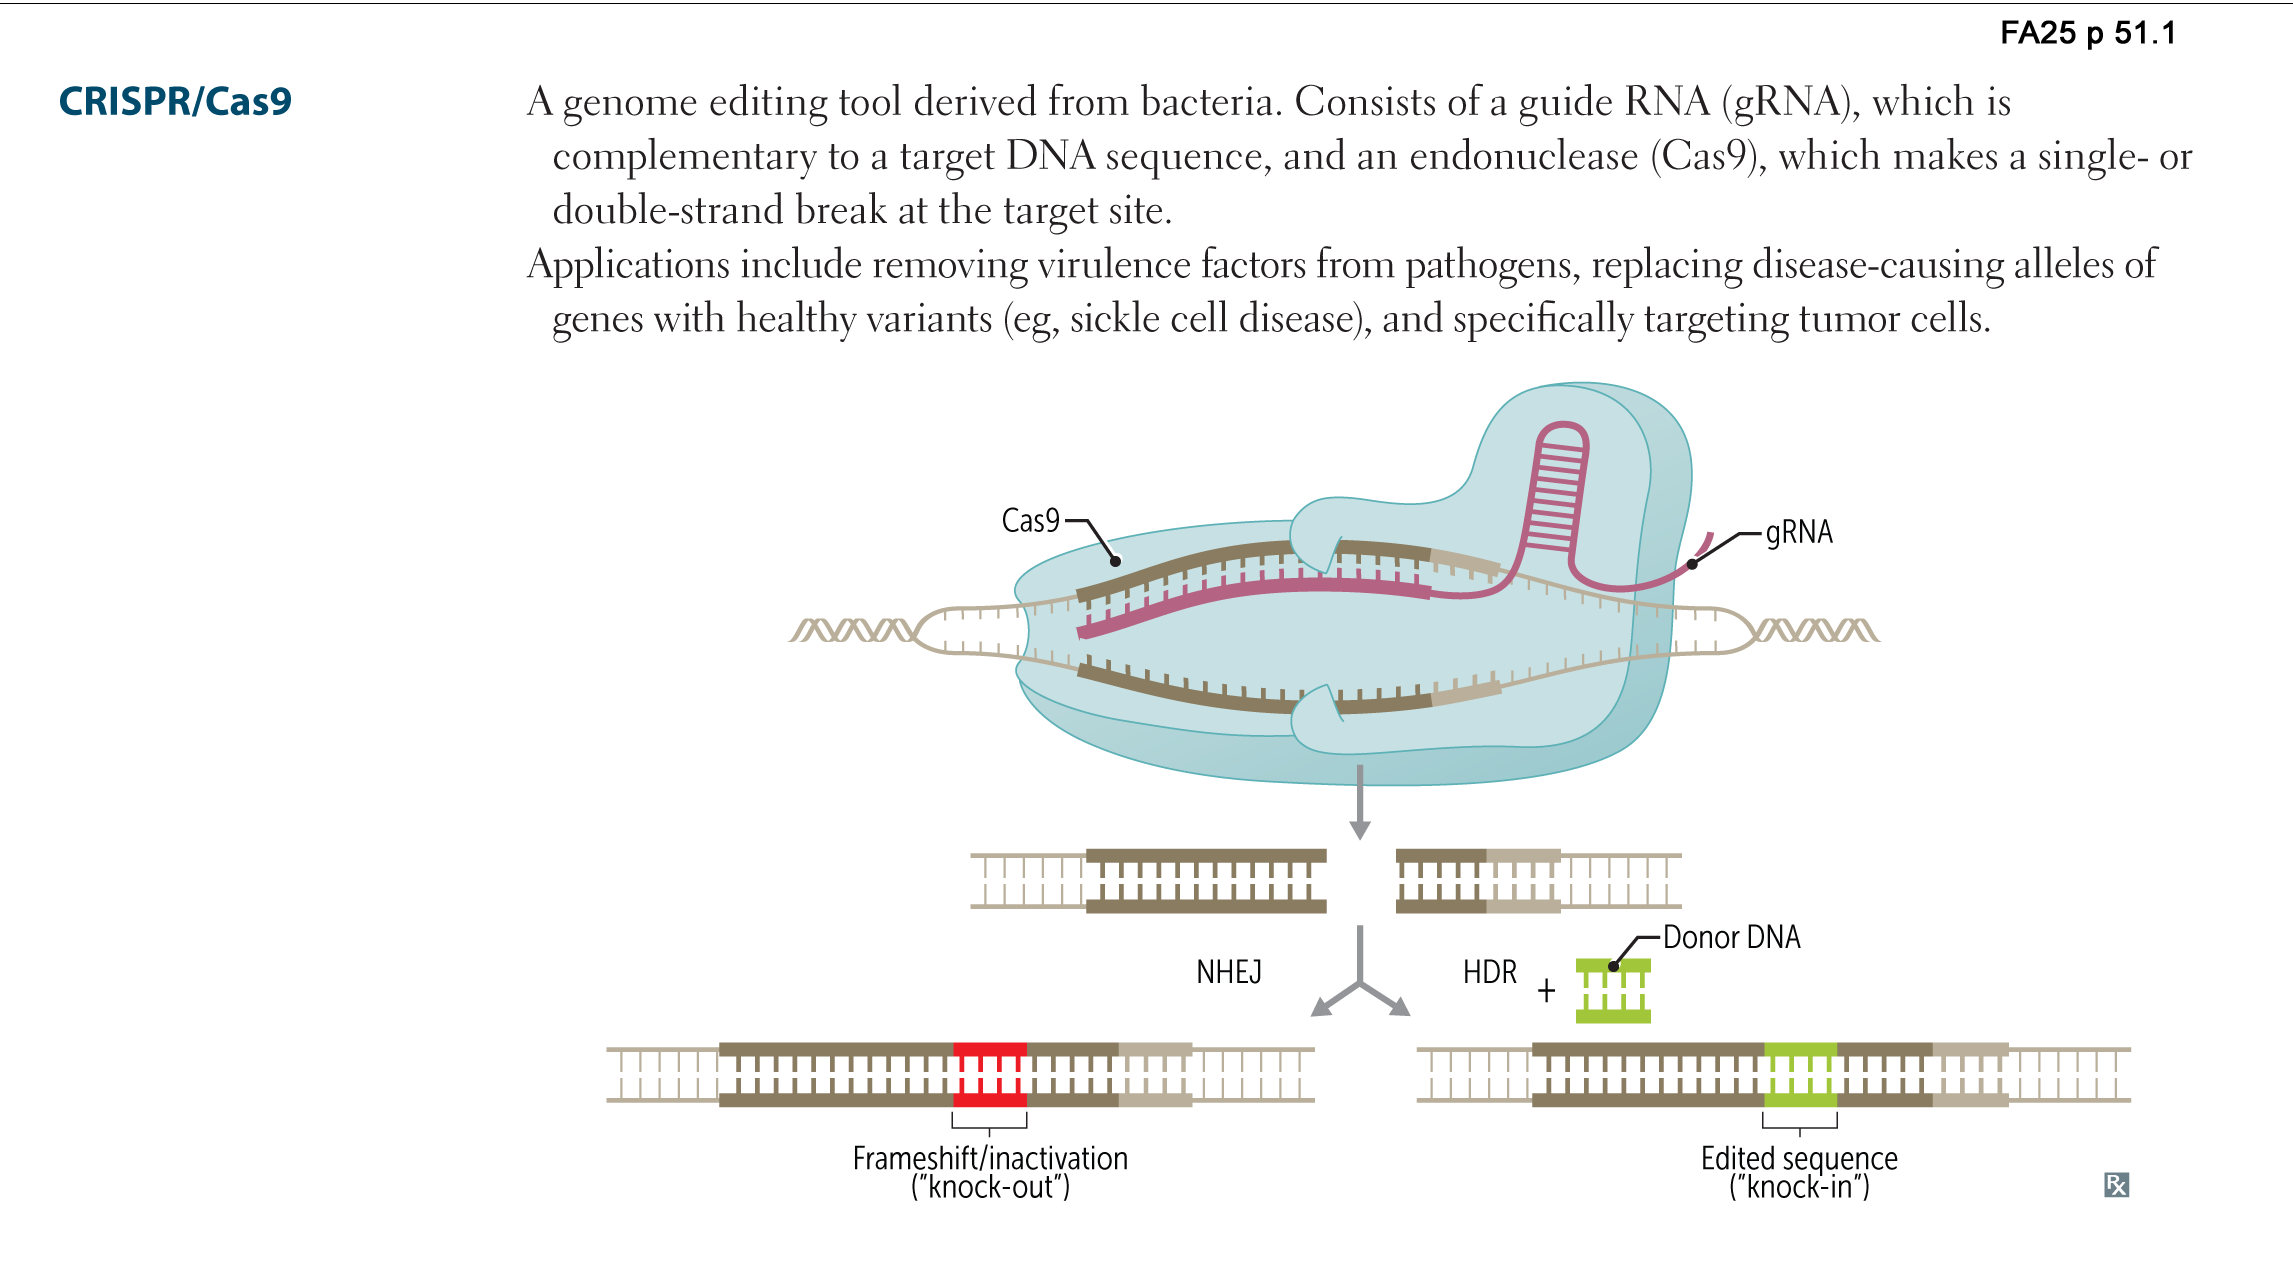 FA25 p 51.1
CRISPR/Cas9
A genome editing tool derived from bacteria. Consists of a guide RNA (gRNA), which is
complementary to a target DNA sequence, and an endonuclease (Cas9), which makes a single- or
double-strand break at the target site.
Applications include removing virulence factors from pathogens, replacing disease-causing alleles of
genes with healthy variants (eg, sickle cell disease), and specifically targeting tumor cells.
Cas9
gRNA
Donor DNA
NHEJ
HDR
+
Frameshift/inactivation
("knock-out")
Edited sequence
("knock-in")
Rx